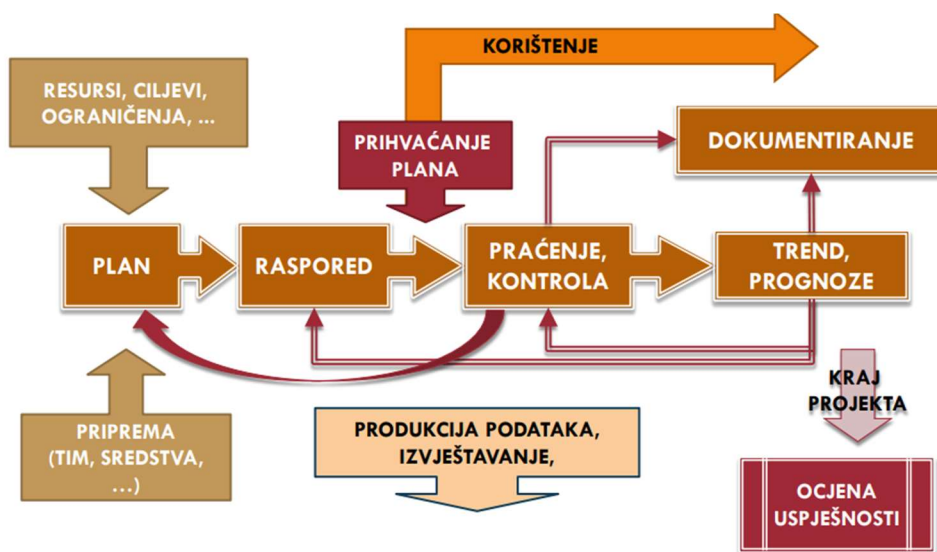 KORIŠTENJE
RESURSI, CILJEVI,
OGRANIČENJA, ...
PRIHVAĆANJE
PLANA
DOKUMENTIRANJE
PLAN
RASPORED
PRAĆENJE,
KONTROLA
TREND,
PROGNOZE
KRAJ
PROJEKTA
PRIPREMA
(TIM, SREDSTVA,
...)
PRODUKCIJA PODATAKA,
IZVJEŠTAVANJE,
OCJENA
USPJEŠNOSTI